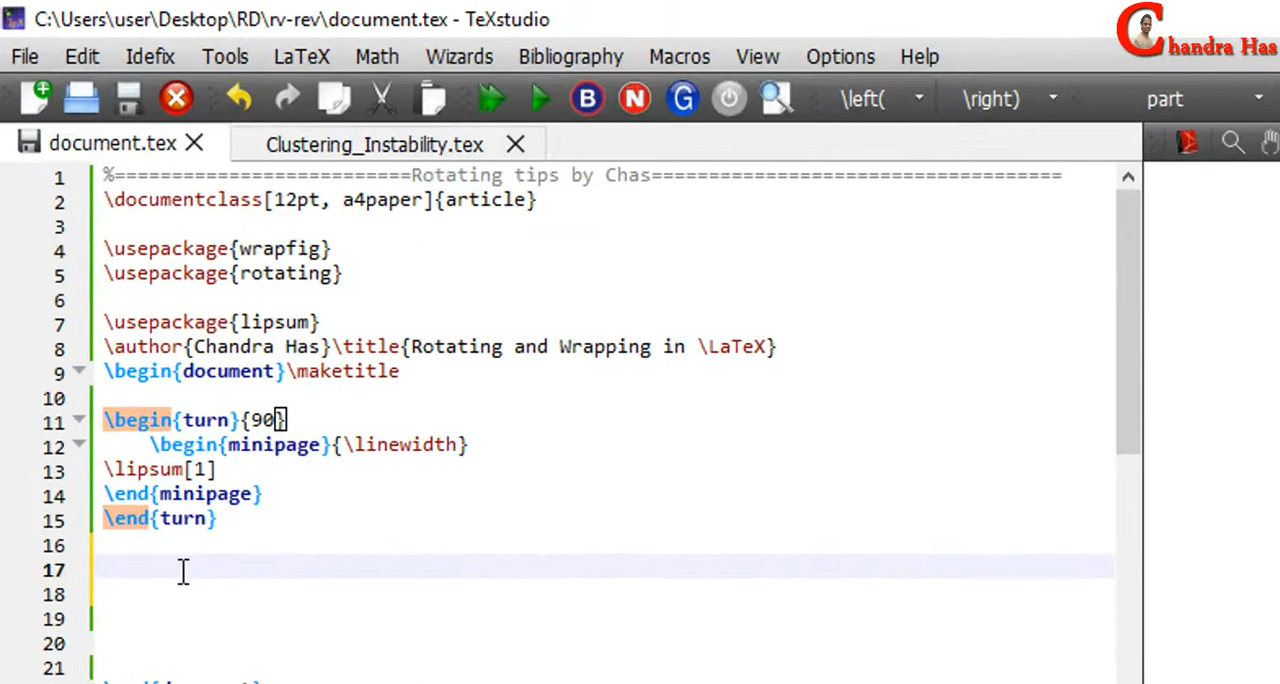 C:\Users\user\Desktop\RD\rv-rev\document.tex - TeXstudio
Chandra Has
File Edit Idefix Tools LaTeX Math Wizards Bibliography Macros View Options Help
B N G \left( \right) part
document.tex Clustering_Instability.tex
1 %==========================Rotating tips by Chas====================================
2 \documentclass[12pt, a4paper]{article}
3
4 \usepackage{wrapfig}
5 \usepackage{rotating}
6
7 \usepackage{lipsum}
8 \author{Chandra Has}\title{Rotating and Wrapping in \LaTeX}
9 \begin{document}\maketitle
10
11 \begin{turn}{90}
12 \begin{minipage}{\linewidth}
13 \lipsum[1]
14 \end{minipage}
15 \end{turn}
16
17
18
19
20
21